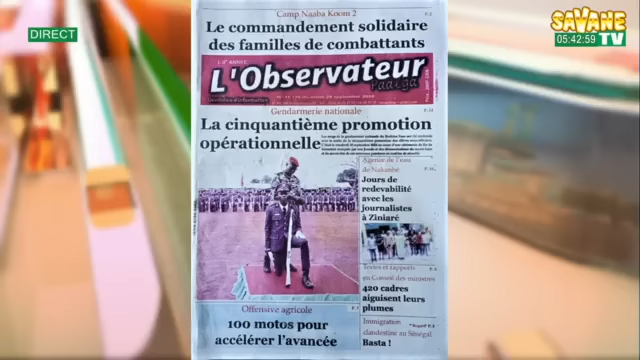 DIRECT
SAVANE
TV
05:42:59
Camp Naaba Koom 2
P. 2
Le commandement solidaire
des familles de combattants
L'Observateur
Paalga
Gendarmerie nationale
La cinquantième promotion
opérationnelle
Agence de l'eau
de Nakanbé
Jours de
redevabilité
avec les
journalistes
à Ziniaré
Textes et rapports
en Conseil des ministres
420 cadres
aiguisent leurs
plumes
Offensive agricole
100 motos pour
accélérer l'avancée
Immigration
clandestine au Sénégal
Basta !